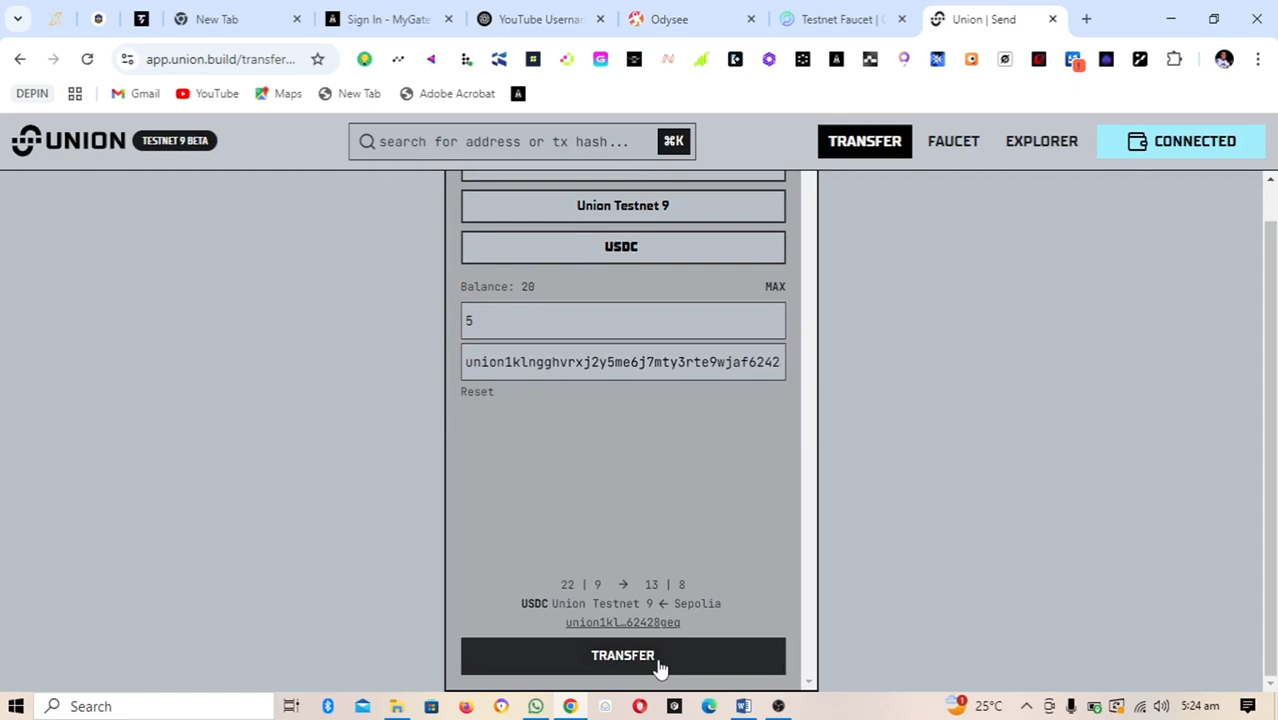 New Tab
Sign In - MyGate
YouTube Usernam
Odysee
Testnet Faucet | C
Union | Send
app.union.build/transfer...
DEPIN
Gmail
YouTube
Maps
New Tab
Adobe Acrobat
UNION
TESTNET 9 BETA
search for address or tx hash...
⌘K
TRANSFER
FAUCET
EXPLORER
CONNECTED
Union Testnet 9
USDC
Balance: 20
MAX
5
union1klngghvrxj2y5me6j7mty3rte9wjaf6242
Reset
22 | 9 → 13 | 8
USDC Union Testnet 9 ← Sepolia
union1kl…62428geq
TRANSFER
Search
25°C
5:24 am